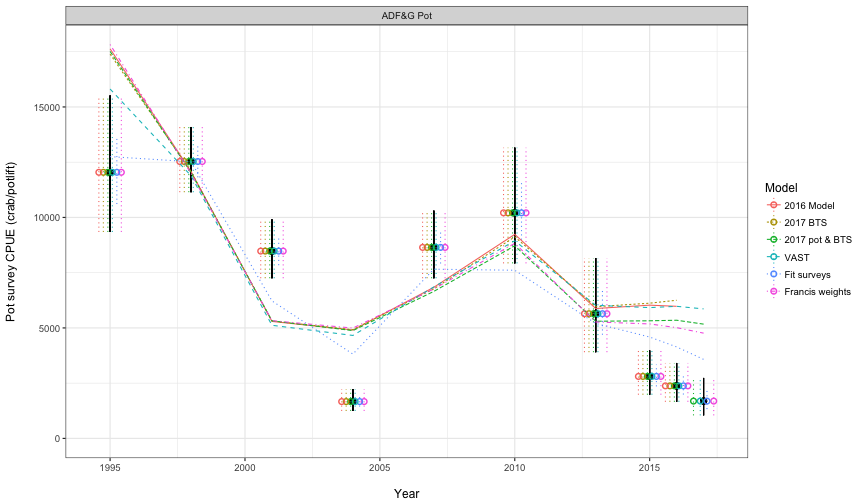 ADF&G Pot
Pot survey CPUE (crab/potlift)
15000
10000
5000
0
1995
2000
2005
2010
2015
Year
Model
2016 Model
2017 BTS
2017 pot & BTS
VAST
Fit surveys
Francis weights